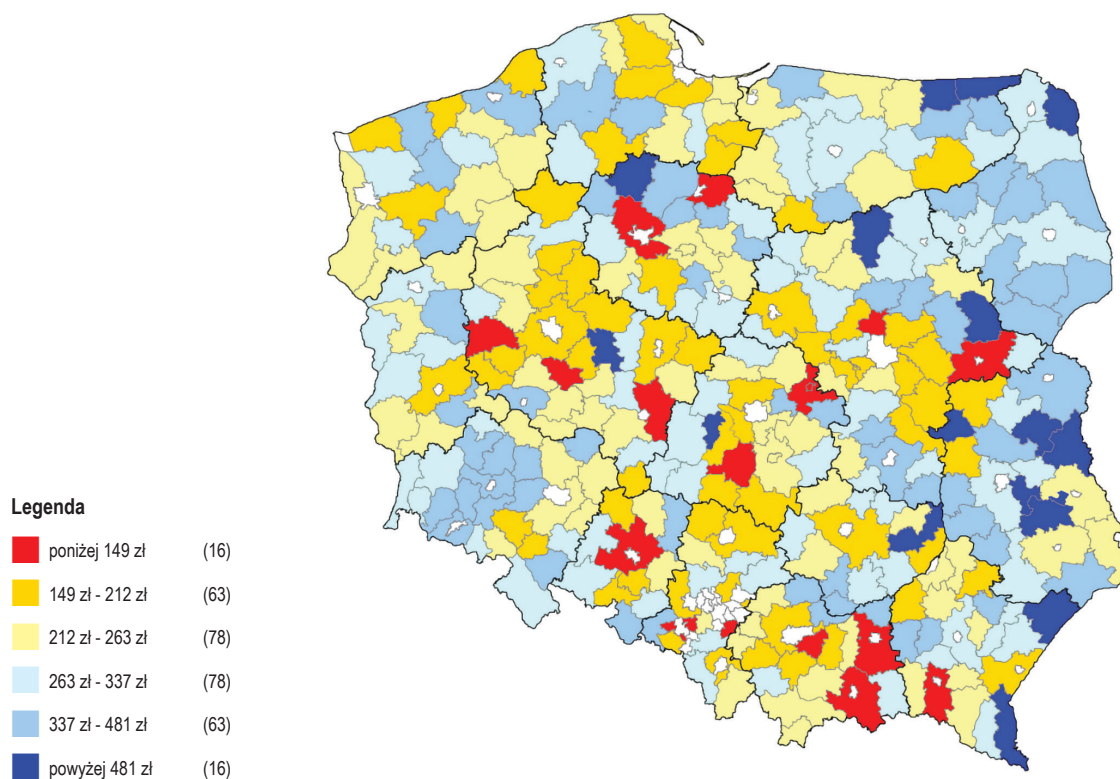 Legenda
poniżej 149 zł (16)
149 zł - 212 zł (63)
212 zł - 263 zł (78)
263 zł - 337 zł (78)
337 zł - 481 zł (63)
powyżej 481 zł (16)